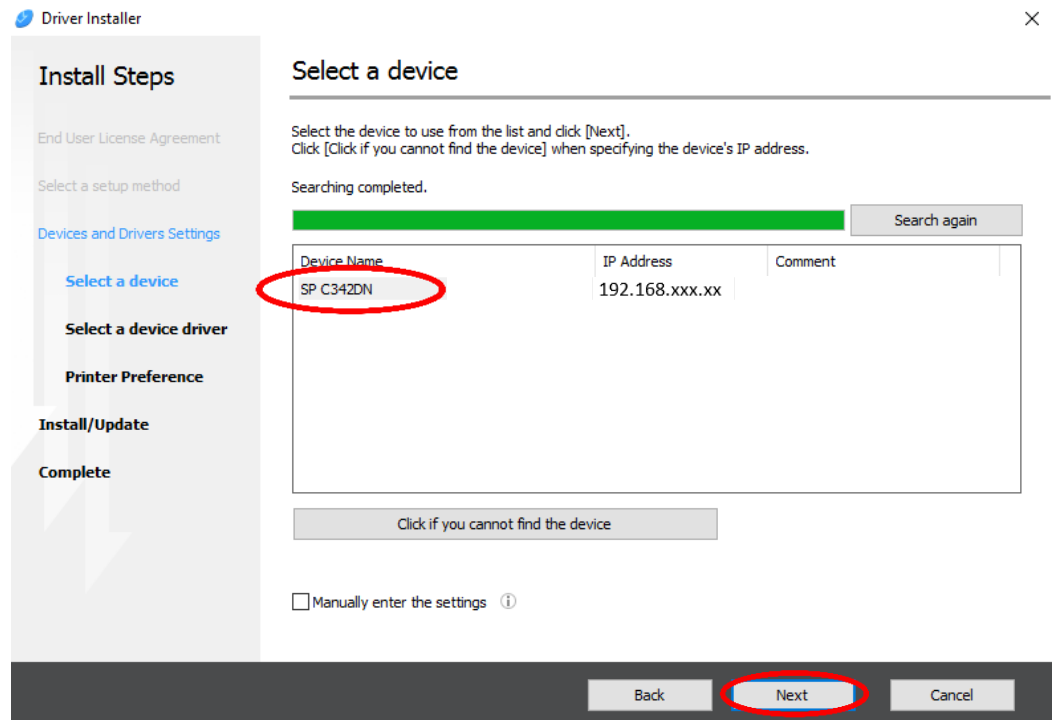 Driver Installer
Install Steps
End User License Agreement
Select a setup method
Devices and Drivers Settings
Select a device
Select a device driver
Printer Preference
Install/Update
Complete
Select a device
Select the device to use from the list and click [Next].
Click [Click if you cannot find the device] when specifying the device's IP address.
Searching completed.
Search again
Device Name IP Address Comment
SP C342DN 192.168.xxx.xx
Click if you cannot find the device
Manually enter the settings
Back Next Cancel